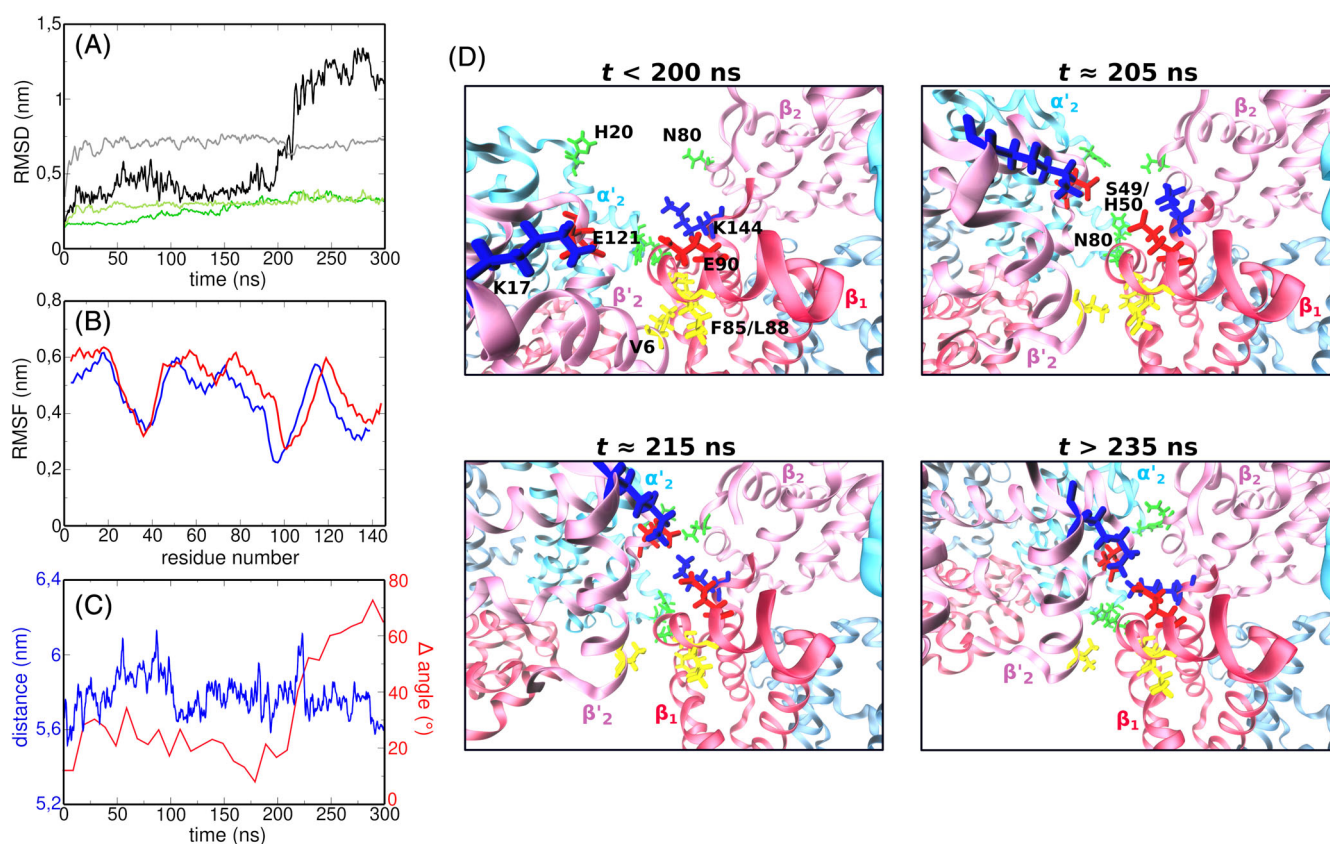 (A)
1,5
1
0,5
0
RMSD (nm)
0 50 100 150 200 250 300
time (ns)
(B)
0,8
0,6
0,4
0,2
0
RMSF (nm)
0 20 40 60 80 100 120 140
residue number
(C)
6,4
6
5,6
5,2
distance (nm)
80
60
40
20
0
Δ angle (°)
0 50 100 150 200 250 300
time (ns)
(D)
t < 200 ns
H20
N80
β2
α'2
E121
K144
E90
K17
β'2
β1
F85/L88
V6
t ≈ 205 ns
α'2
β2
S49/
H50
N80
β1
β'2
t ≈ 215 ns
α'2
β2
β'2
β1
t > 235 ns
α'2
β2
β'2
β1